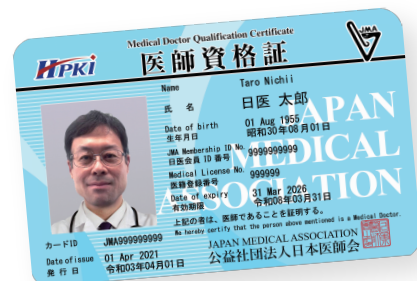 HPKI
Medical Doctor Qualification Certificate
医師資格証
JMA
Name Taro Nichii
氏 名 日医 太郎
Date of birth 01 Aug 1955
生年月日 昭和30年08月01日
JMA Membership ID No.
日医会員 ID 番号 9999999999
Medical License No.
医籍登録番号 999999
Date of expiry 31 Mar 2026
有効期限 令和08年03月31日
上記の者は、医師であることを証明する。
We hereby certify that the person above mentioned is a Medical Doctor.
カードID JMA999999999
Date of issue 01 Apr 2021
発 行 日 令和03年04月01日
JAPAN MEDICAL ASSOCIATION
公益社団法人日本医師会
JAPAN
MEDICAL
ASSOCIATION